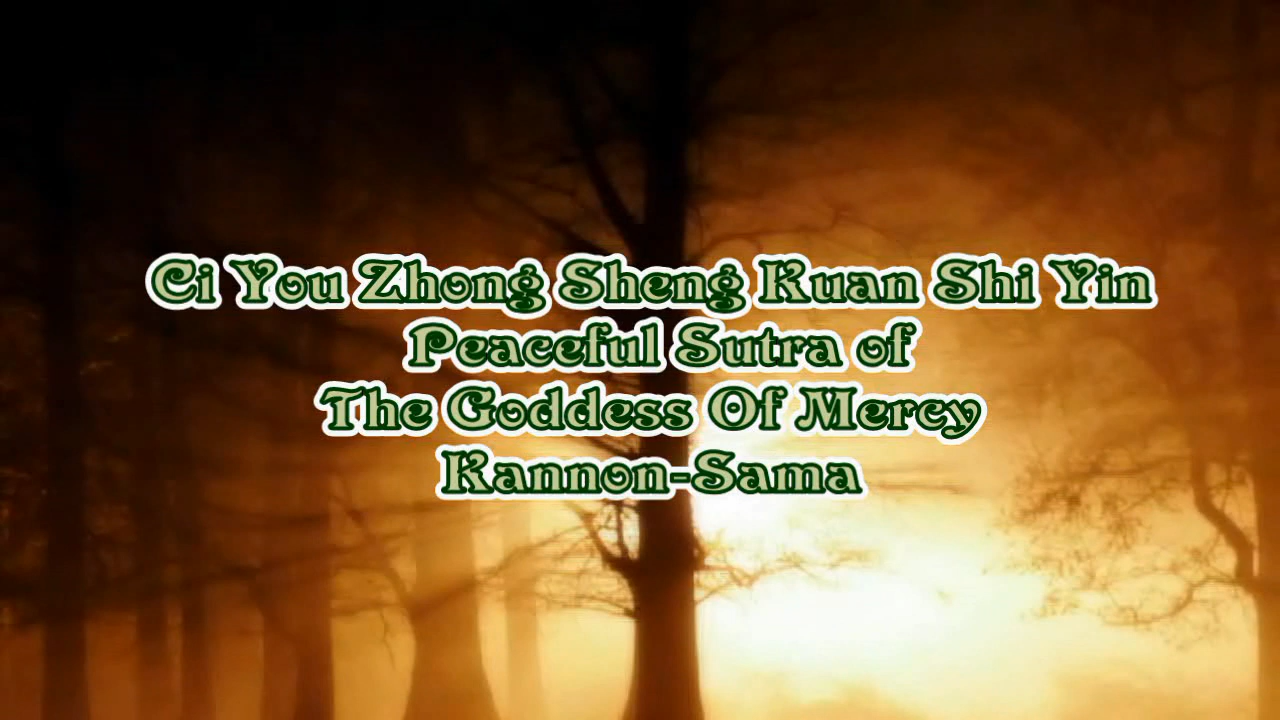 Ci You Zhong Sheng Kuan Shi Yin
Peaceful Sutra of
The Goddess Of Mercy
Kannon-Sama